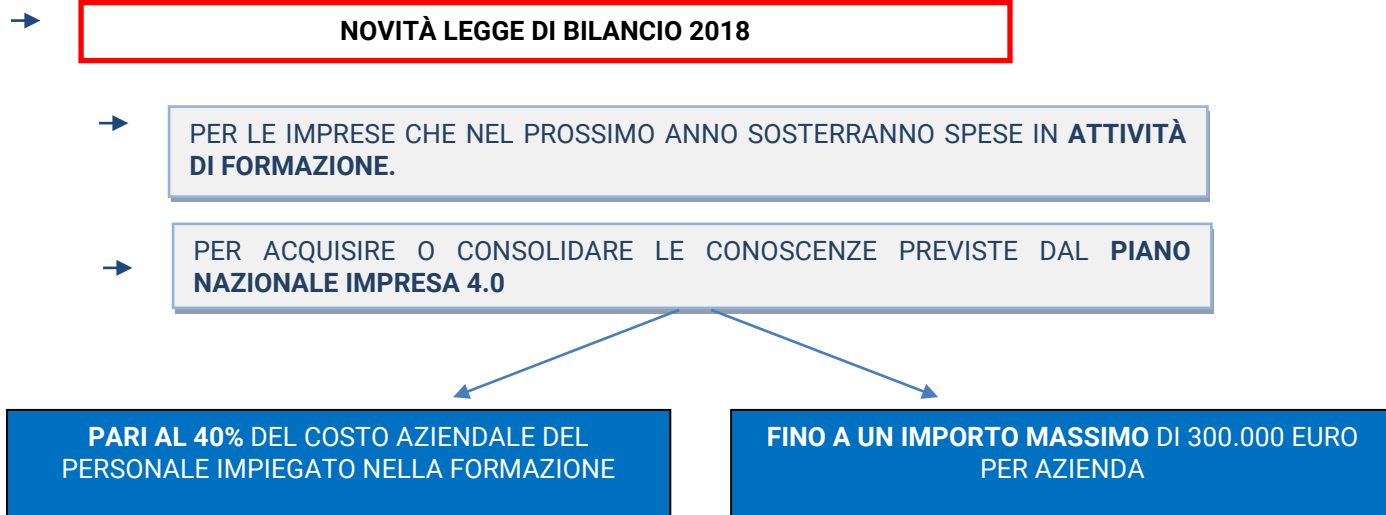 NOVITÀ LEGGE DI BILANCIO 2018
PER LE IMPRESE CHE NEL PROSSIMO ANNO SOSTERRANNO SPESE IN ATTIVITÀ
DI FORMAZIONE.
PER ACQUISIRE O CONSOLIDARE LE CONOSCENZE PREVISTE DAL PIANO
NAZIONALE IMPRESA 4.0
PARI AL 40% DEL COSTO AZIENDALE DEL
PERSONALE IMPIEGATO NELLA FORMAZIONE
FINO A UN IMPORTO MASSIMO DI 300.000 EURO
PER AZIENDA